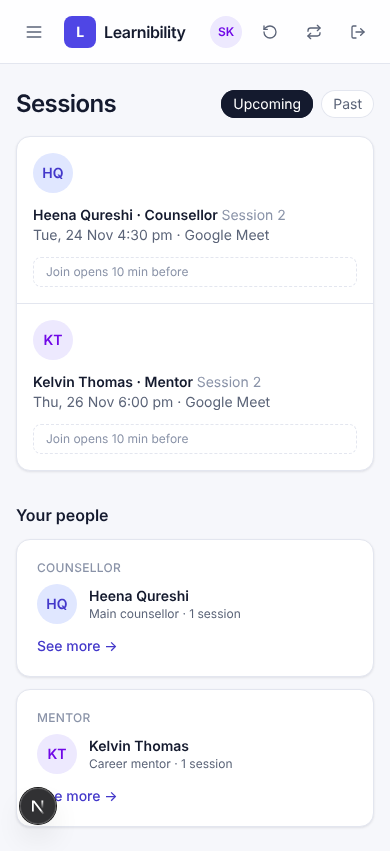 L Learnibility SK
Sessions
Upcoming Past
HQ
Heena Qureshi · Counsellor Session 2
Tue, 24 Nov 4:30 pm · Google Meet
Join opens 10 min before
KT
Kelvin Thomas · Mentor Session 2
Thu, 26 Nov 6:00 pm · Google Meet
Join opens 10 min before
Your people
COUNSELLOR
HQ
Heena Qureshi
Main counsellor · 1 session
See more →
MENTOR
KT
Kelvin Thomas
Career mentor · 1 session
more →
N